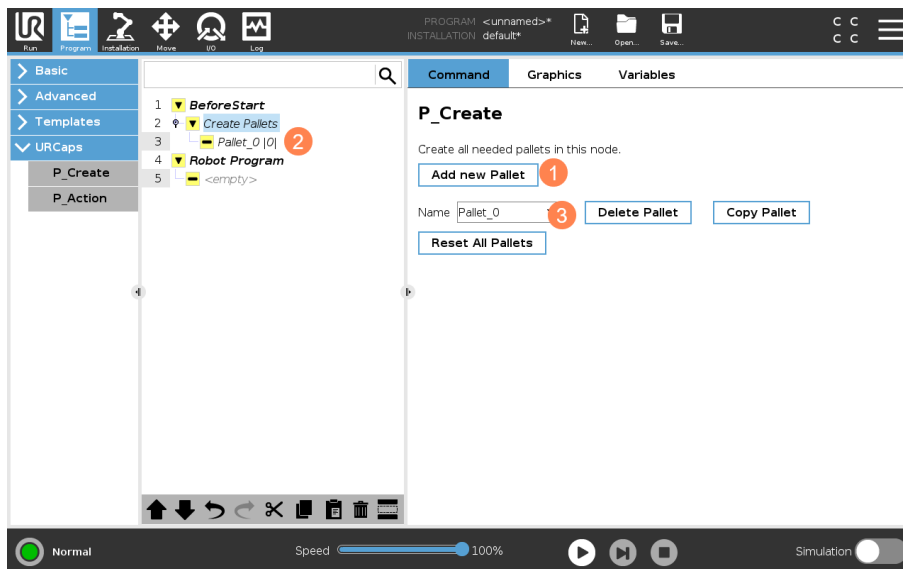 PROGRAM <unnamed>*
INSTALLATION default*
UR
Run
Program
Installation
Move
I/O
Log
New...
Open...
Save...
C C
C C
Basic
Advanced
Templates
URCaps
P_Create
P_Action
1 BeforeStart
2 Create Pallets
3 Pallet_0 |0| 2
4 Robot Program
5 <empty>
Command Graphics Variables
P_Create
Create all needed pallets in this node.
Add new Pallet 1
Name Pallet_0 3 Delete Pallet Copy Pallet
Reset All Pallets
Normal
Speed 100%
Simulation